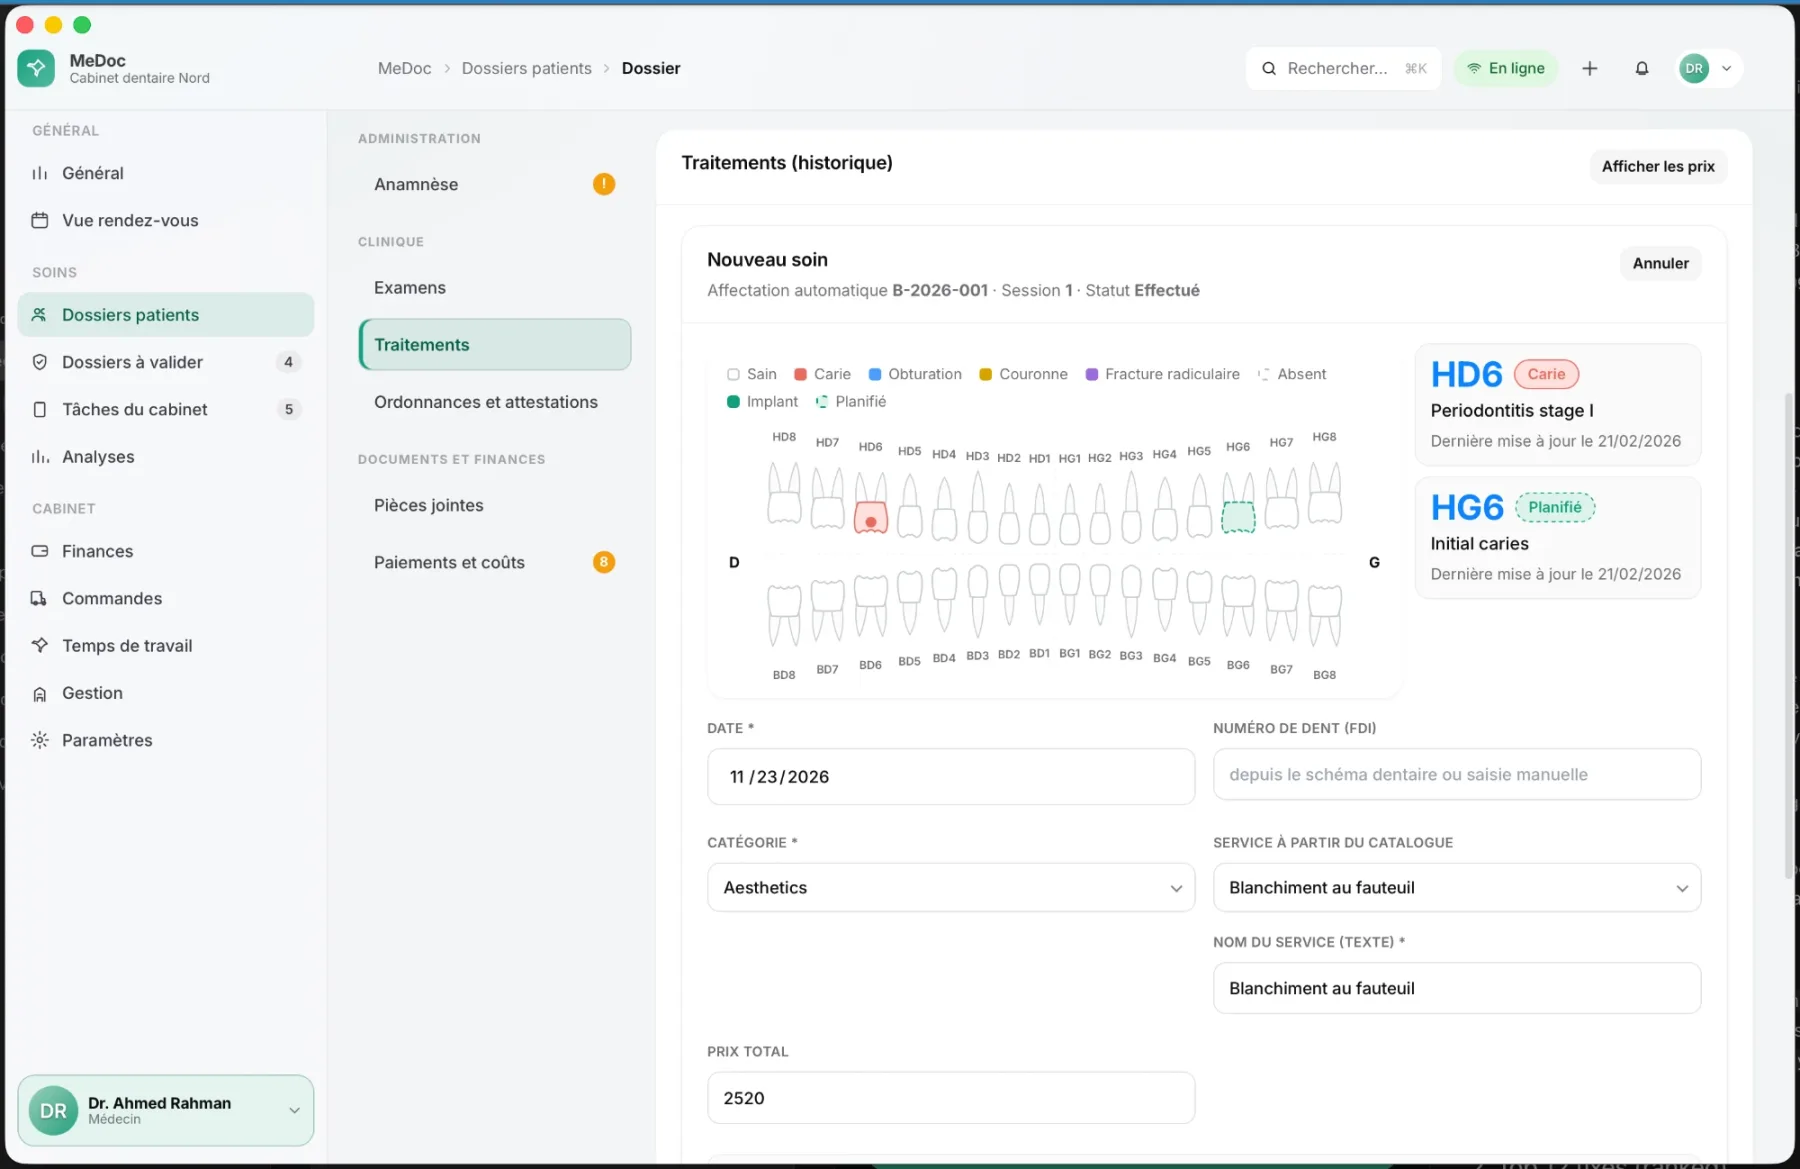 MeDoc
Cabinet dentaire Nord
MeDoc > Dossiers patients > Dossier
Rechercher... ⌘K
En ligne
DR
GÉNÉRAL
Général
Vue rendez-vous
SOINS
Dossiers patients
Dossiers à valider 4
Tâches du cabinet 5
Analyses
CABINET
Finances
Commandes
Temps de travail
Gestion
Paramètres
DR
Dr. Ahmed Rahman
Médecin
ADMINISTRATION
Anamnèse !
CLINIQUE
Examens
Traitements
Ordonnances et attestations
DOCUMENTS ET FINANCES
Pièces jointes
Paiements et coûts 8
Traitements (historique)
Afficher les prix
Nouveau soin
Annuler
Affectation automatique B-2026-001 · Session 1 · Statut Effectué
Sain Carie Obturation Couronne Fracture radiculaire Absent
Implant Planifié
HD8 HD7 HD6 HD5 HD4 HD3 HD2 HD1 HG1 HG2 HG3 HG4 HG5 HG6 HG7 HG8
D G
BD8 BD7 BD6 BD5 BD4 BD3 BD2 BD1 BG1 BG2 BG3 BG4 BG5 BG6 BG7 BG8
HD6 Carie
Periodontitis stage I
Dernière mise à jour le 21/02/2026
HG6 Planifié
Initial caries
Dernière mise à jour le 21/02/2026
DATE *
11/23/2026
NUMÉRO DE DENT (FDI)
depuis le schéma dentaire ou saisie manuelle
CATÉGORIE *
Aesthetics
SERVICE À PARTIR DU CATALOGUE
Blanchiment au fauteuil
NOM DU SERVICE (TEXTE) *
Blanchiment au fauteuil
PRIX TOTAL
2520